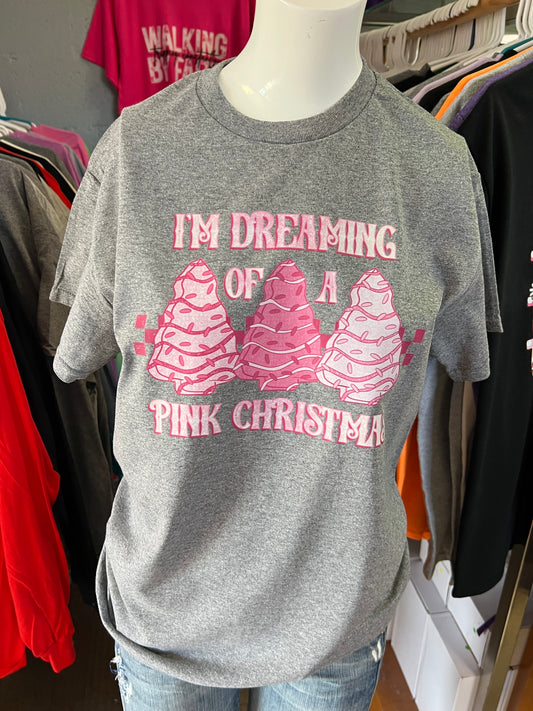 WALKING
BY FAITH
I'M DREAMING
OF A
PINK CHRISTMAS